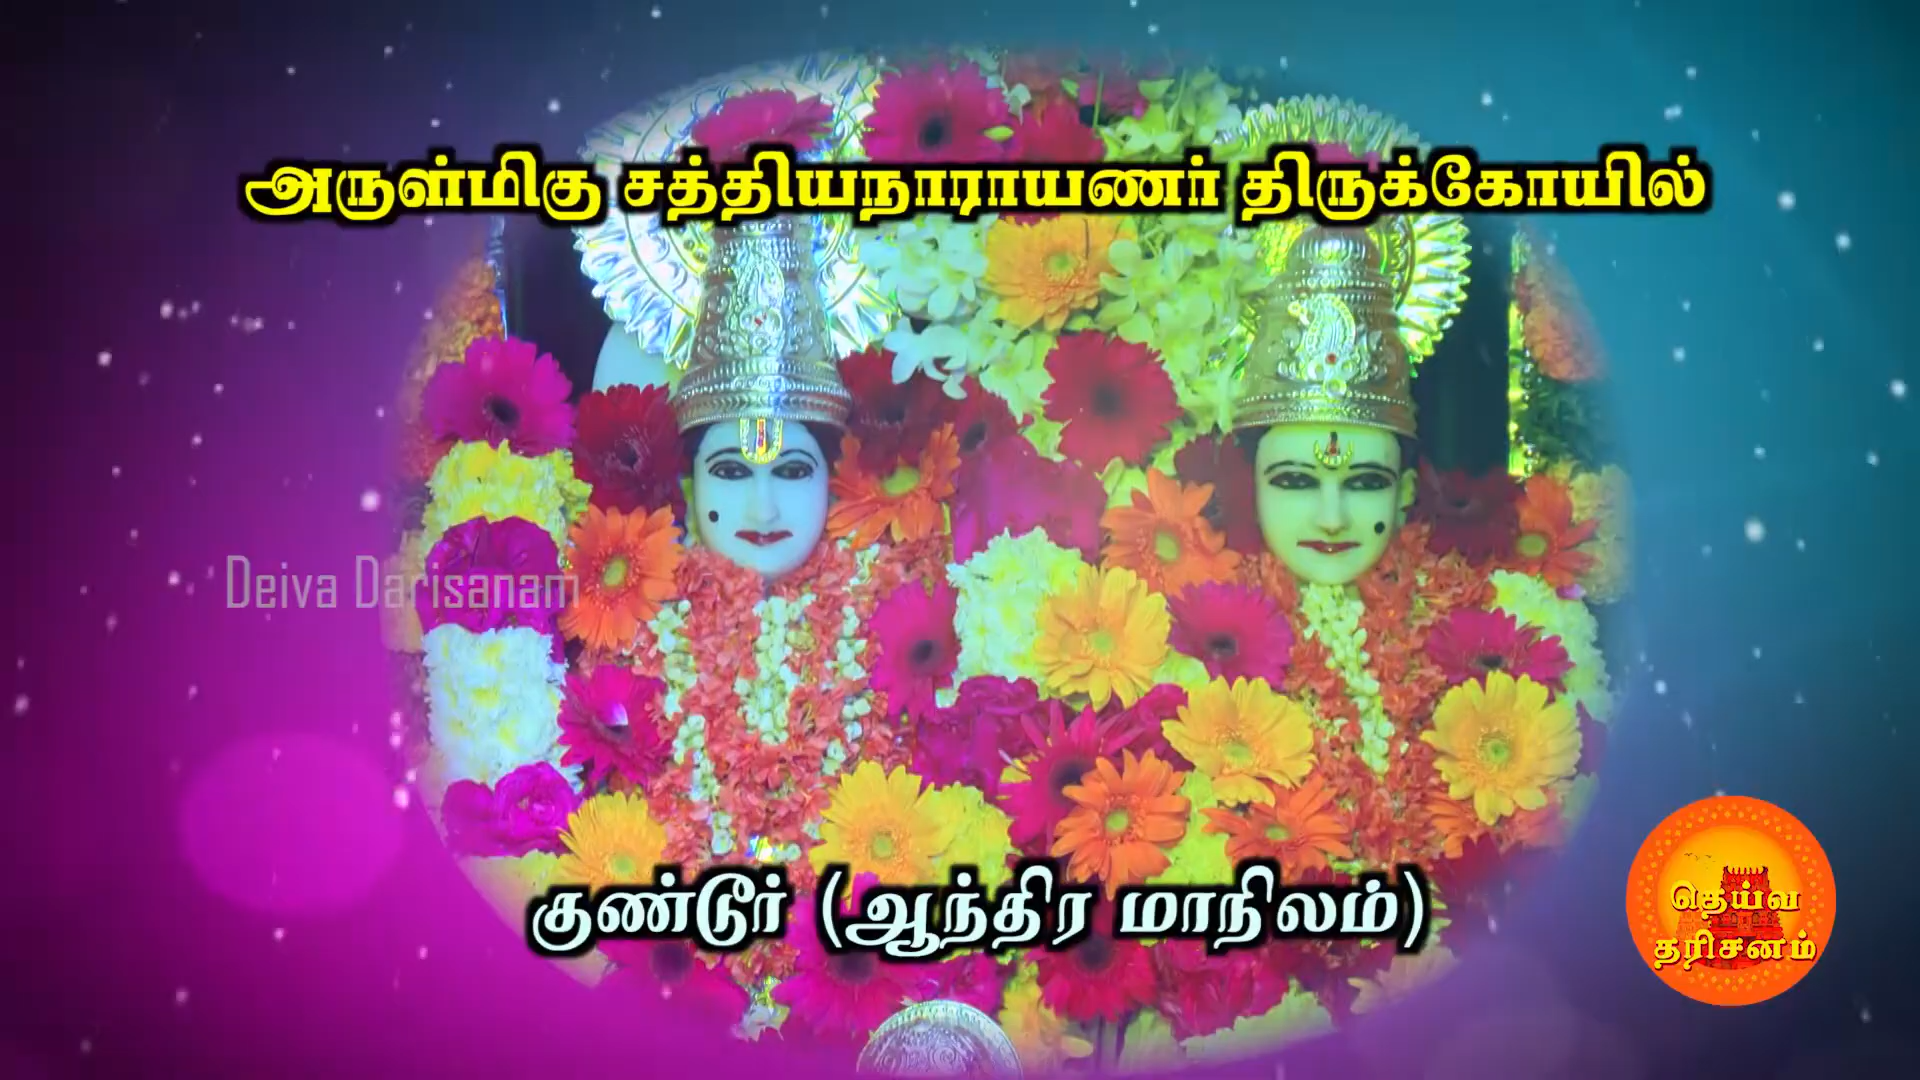 அருள்மிகு சத்தியநாராயணர் திருக்கோயில்
Deiva Darisanam
குண்டூர் (ஆந்திர மாநிலம்)
தெய்வ
தரிசனம்